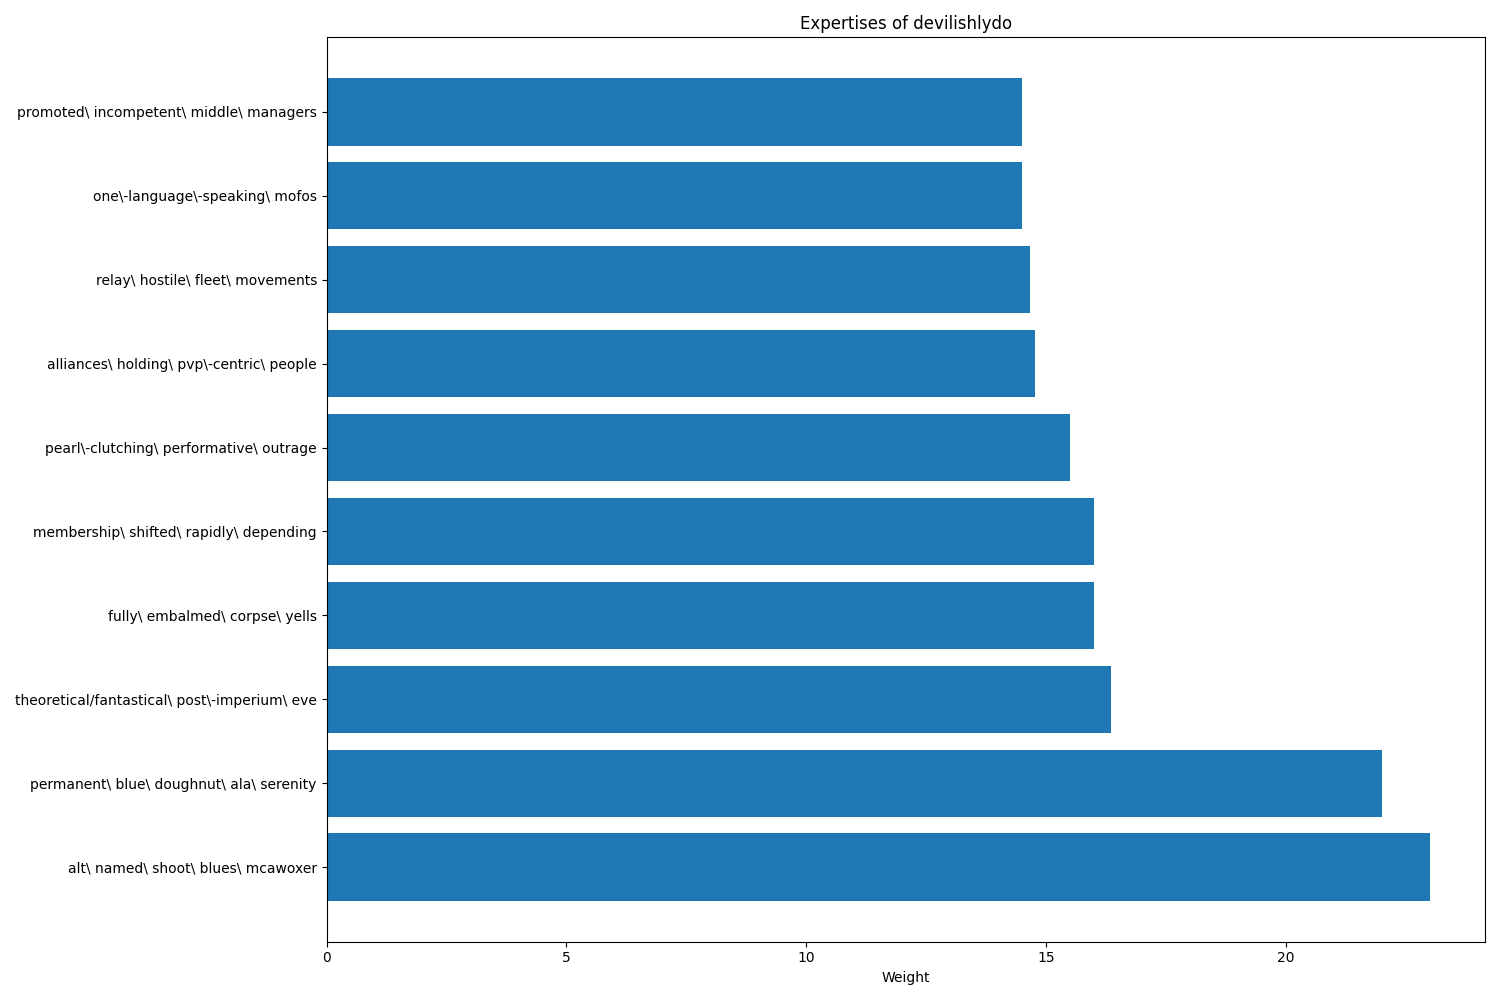 Expertises of devilishlydo
promoted\ incompetent\ middle\ managers
one\-language\-speaking\ mofos
relay\ hostile\ fleet\ movements
alliances\ holding\ pvp\-centric\ people
pearl\-clutching\ performative\ outrage
membership\ shifted\ rapidly\ depending
fully\ embalmed\ corpse\ yells
theoretical/fantastical\ post\-imperium\ eve
permanent\ blue\ doughnut\ ala\ serenity
alt\ named\ shoot\ blues\ mcawoxer
0 5 10 15 20
Weight